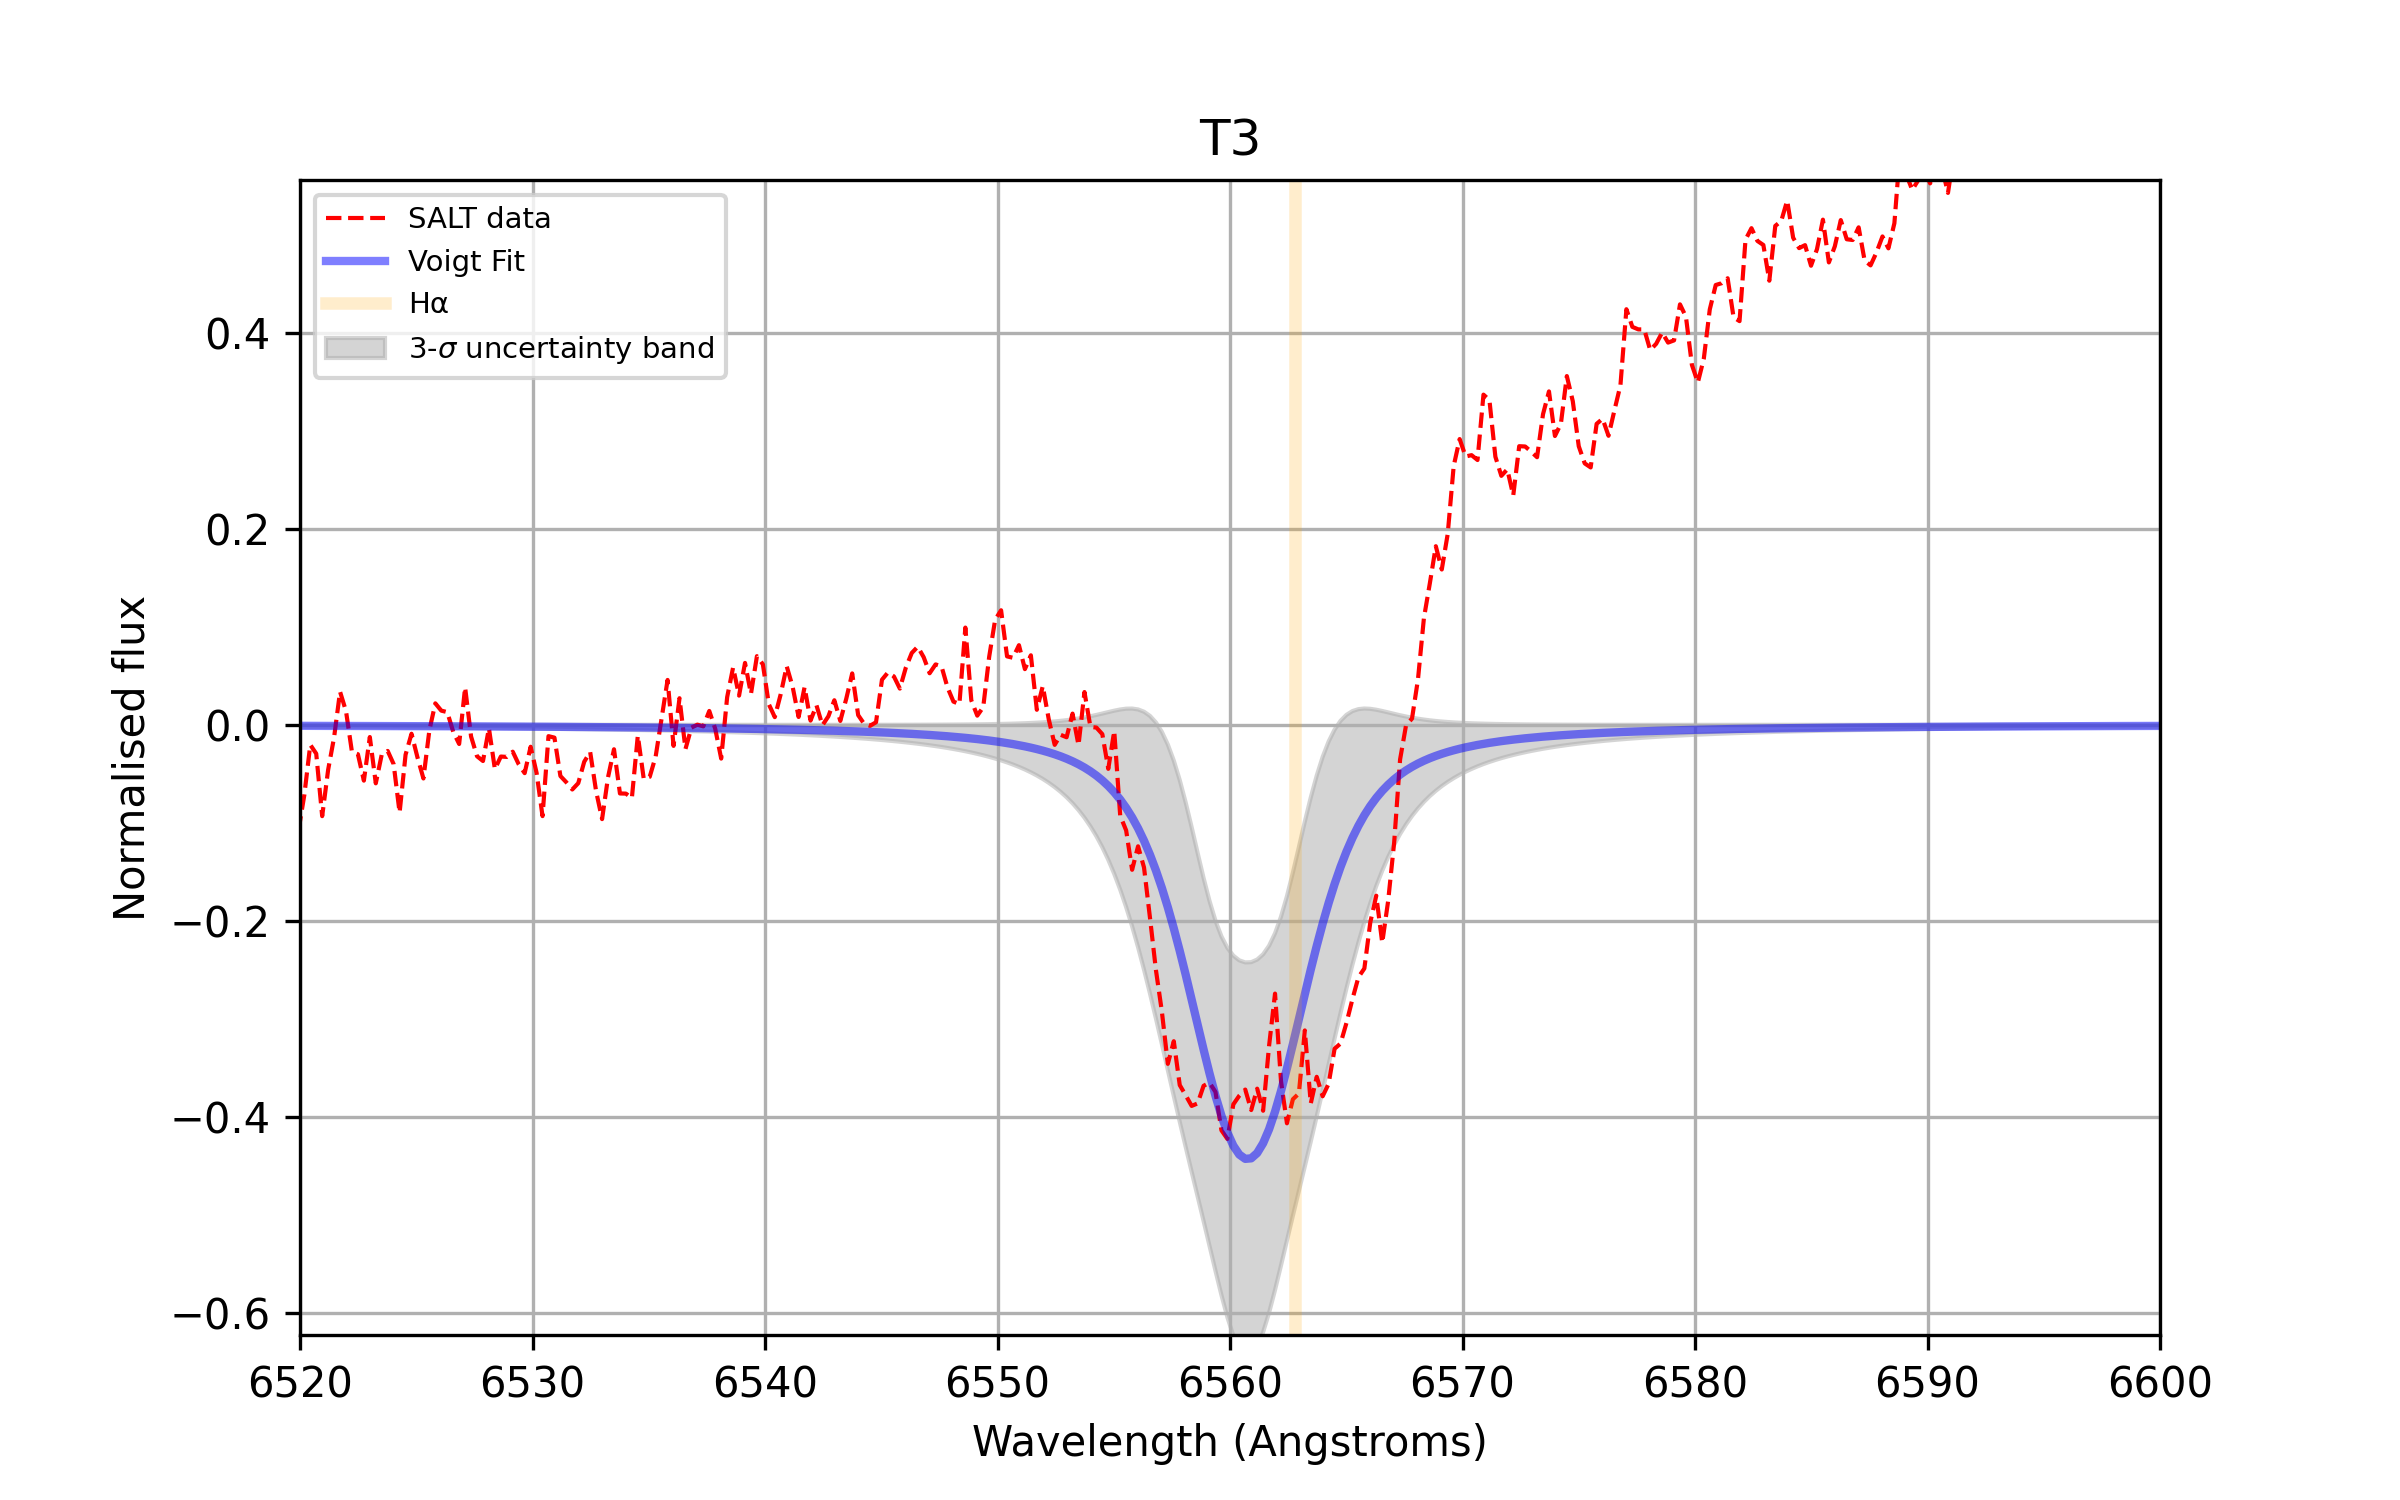 T3
SALT data
Voigt Fit
Hα
3-σ uncertainty band
0.4
0.2
0.0
−0.2
−0.4
−0.6
Normalised flux
6520 6530 6540 6550 6560 6570 6580 6590 6600
Wavelength (Angstroms)